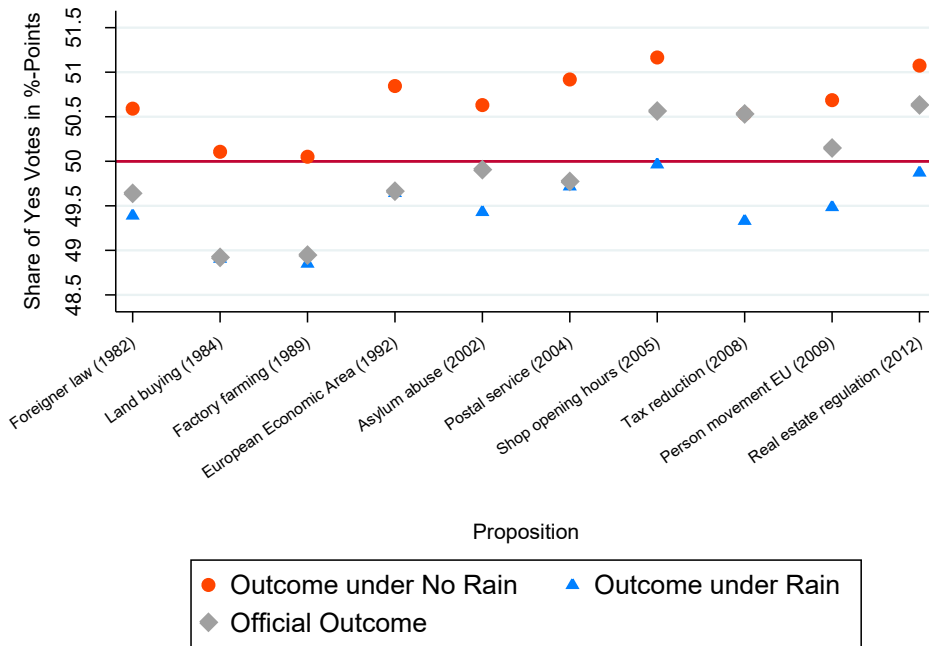 Share of Yes Votes in %-Points
51.5
51
50.5
50
49.5
49
48.5
Foreigner law (1982)
Land buying (1984)
Factory farming (1989)
European Economic Area (1992)
Asylum abuse (2002)
Postal service (2004)
Shop opening hours (2005)
Tax reduction (2008)
Person movement EU (2009)
Real estate regulation (2012)
Proposition
Outcome under No Rain
Outcome under Rain
Official Outcome